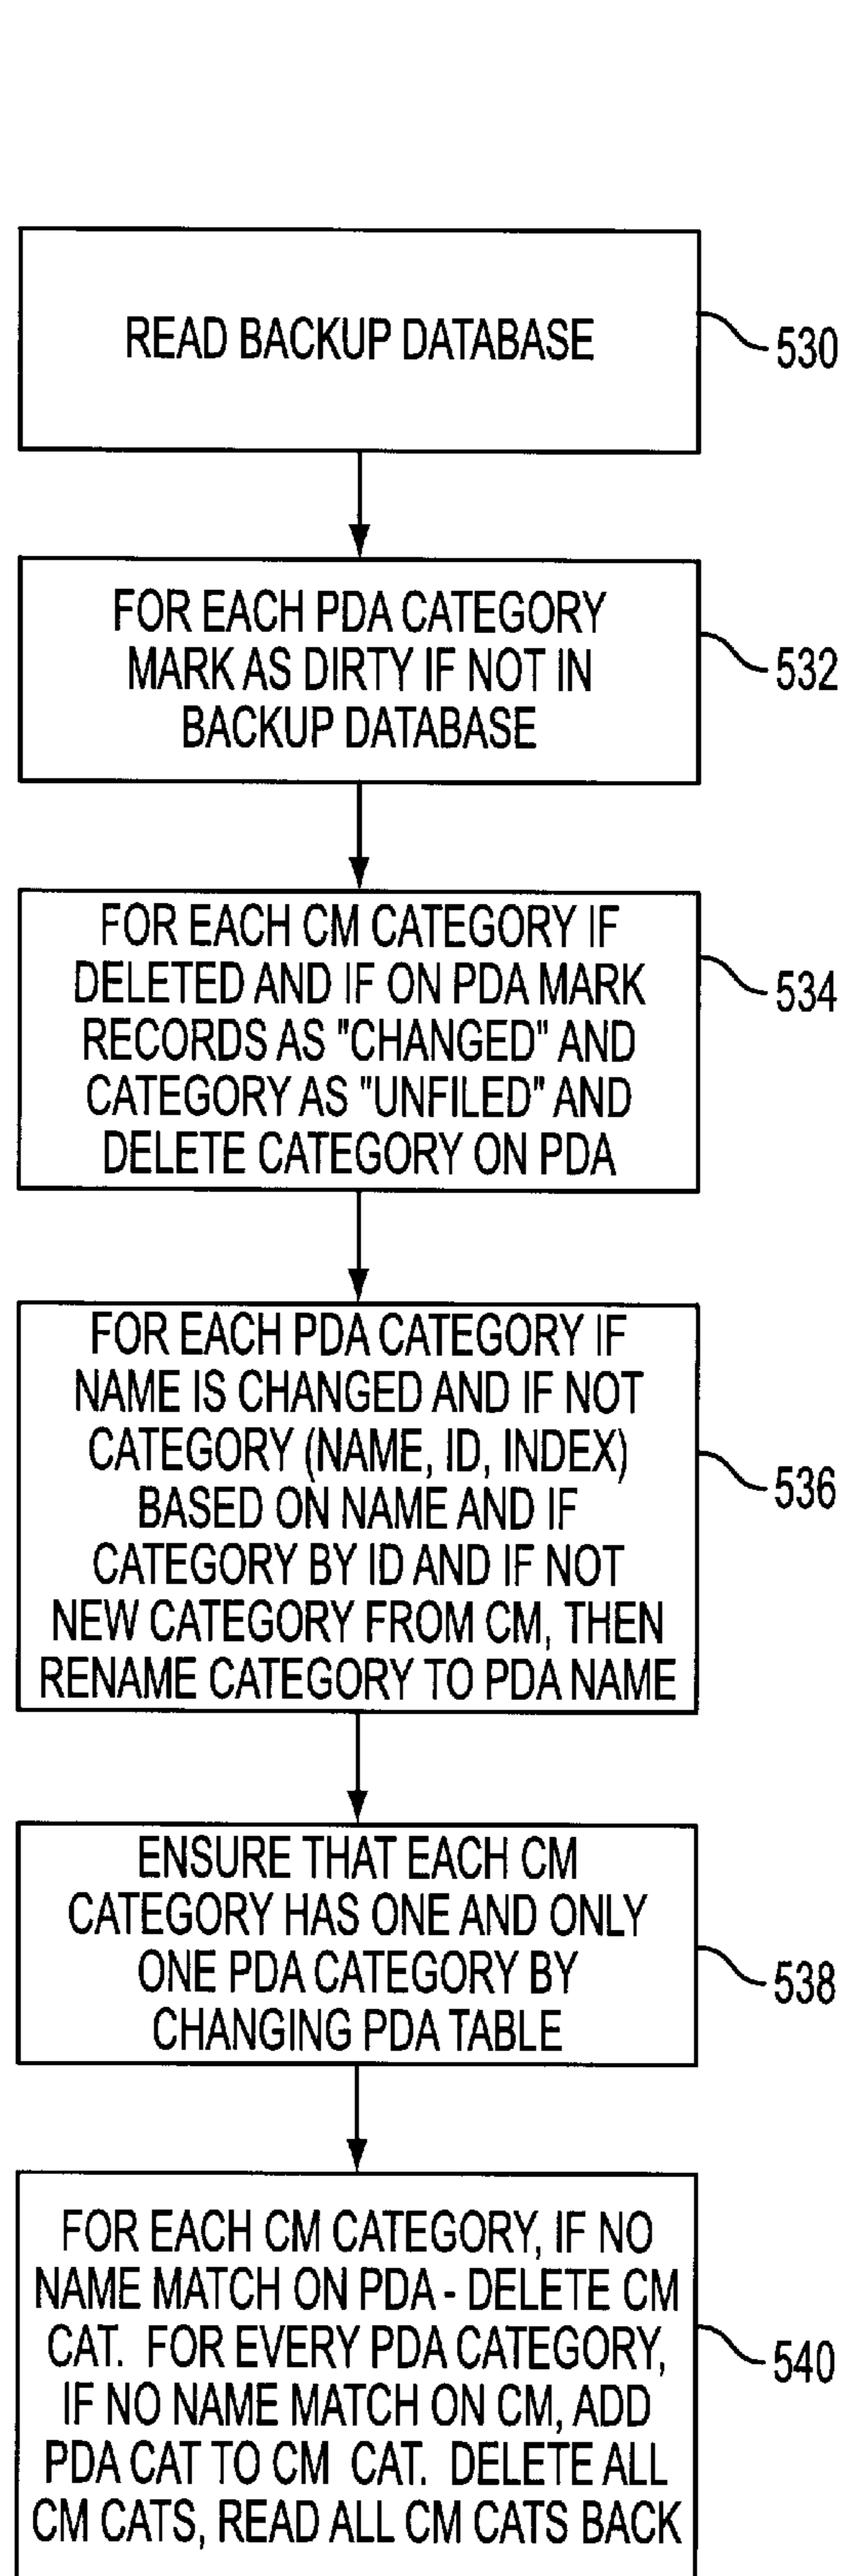 READ BACKUP DATABASE
530
FOR EACH PDA CATEGORY
MARK AS DIRTY IF NOT IN
BACKUP DATABASE
532
FOR EACH CM CATEGORY IF
DELETED AND IF ON PDA MARK
RECORDS AS "CHANGED" AND
CATEGORY AS "UNFILED" AND
DELETE CATEGORY ON PDA
534
FOR EACH PDA CATEGORY IF
NAME IS CHANGED AND IF NOT
CATEGORY (NAME, ID, INDEX)
BASED ON NAME AND IF
CATEGORY BY ID AND IF NOT
NEW CATEGORY FROM CM, THEN
RENAME CATEGORY TO PDA NAME
536
ENSURE THAT EACH CM
CATEGORY HAS ONE AND ONLY
ONE PDA CATEGORY BY
CHANGING PDA TABLE
538
FOR EACH CM CATEGORY, IF NO
NAME MATCH ON PDA - DELETE CM
CAT. FOR EVERY PDA CATEGORY,
IF NO NAME MATCH ON CM, ADD
PDA CAT TO CM CAT. DELETE ALL
CM CATS, READ ALL CM CATS BACK
540